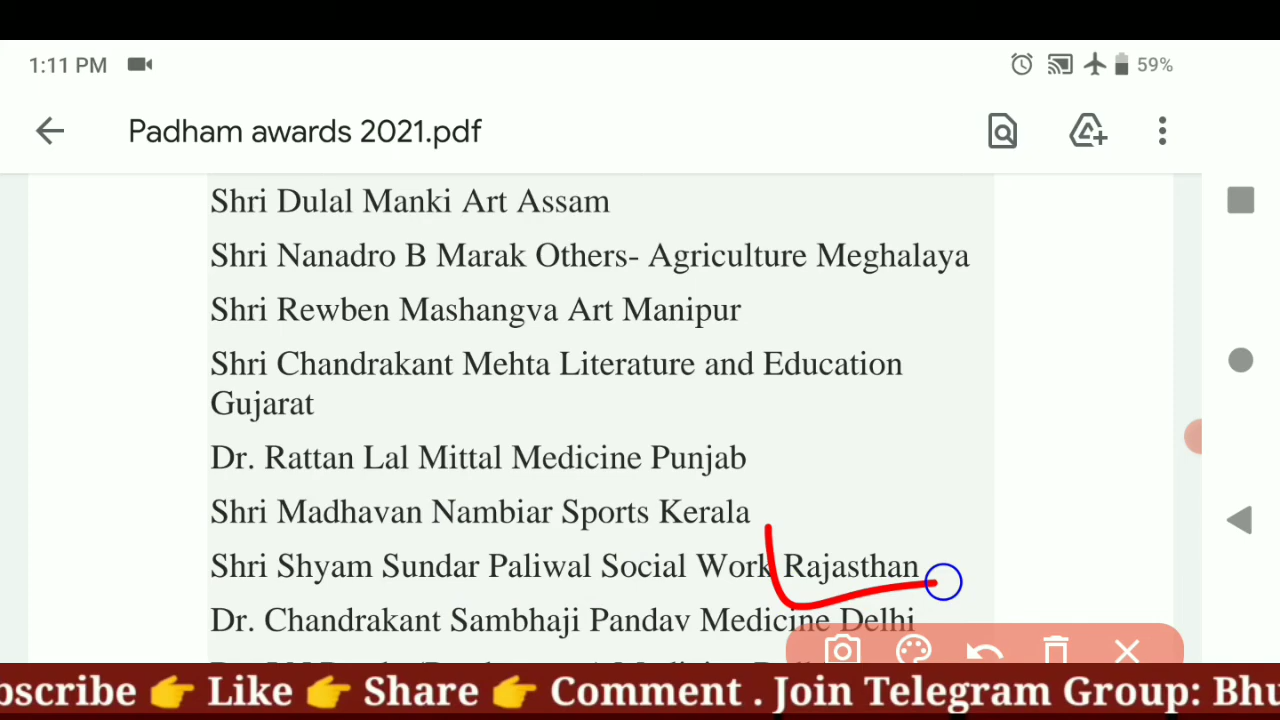 1:11 PM 59%
Padham awards 2021.pdf
Shri Dulal Manki Art Assam
Shri Nanadro B Marak Others- Agriculture Meghalaya
Shri Rewben Mashangva Art Manipur
Shri Chandrakant Mehta Literature and Education
Gujarat
Dr. Rattan Lal Mittal Medicine Punjab
Shri Madhavan Nambiar Sports Kerala
Shri Shyam Sundar Paliwal Social Work Rajasthan
Dr. Chandrakant Sambhaji Pandav Medicine Delhi
bscribe 👉 Like 👉 Share 👉 Comment . Join Telegram Group: Bhu